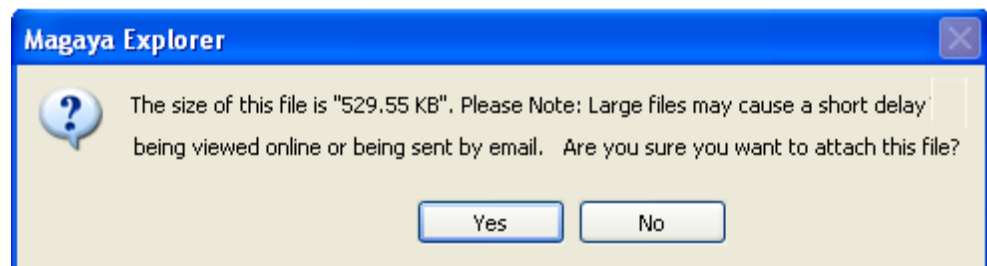 Magaya Explorer
The size of this file is "529.55 KB". Please Note: Large files may cause a short delay
being viewed online or being sent by email. Are you sure you want to attach this file?
Yes No